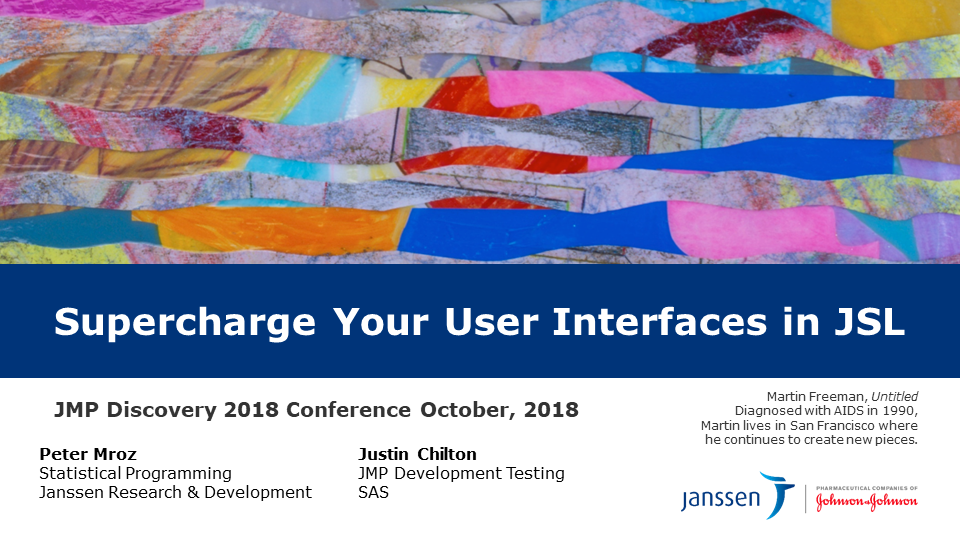 Supercharge Your User Interfaces in JSL
JMP Discovery 2018 Conference October, 2018
Martin Freeman, Untitled
Diagnosed with AIDS in 1990,
Martin lives in San Francisco where
he continues to create new pieces.
Peter Mroz
Statistical Programming
Janssen Research & Development
Justin Chilton
JMP Development Testing
SAS
janssen
PHARMACEUTICAL COMPANIES OF
Johnson & Johnson